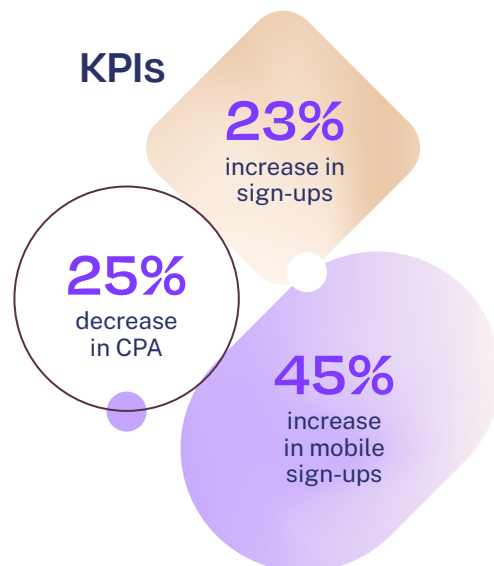 KPIs
23%
increase in
sign-ups
25%
decrease
in CPA
45%
increase
in mobile
sign-ups